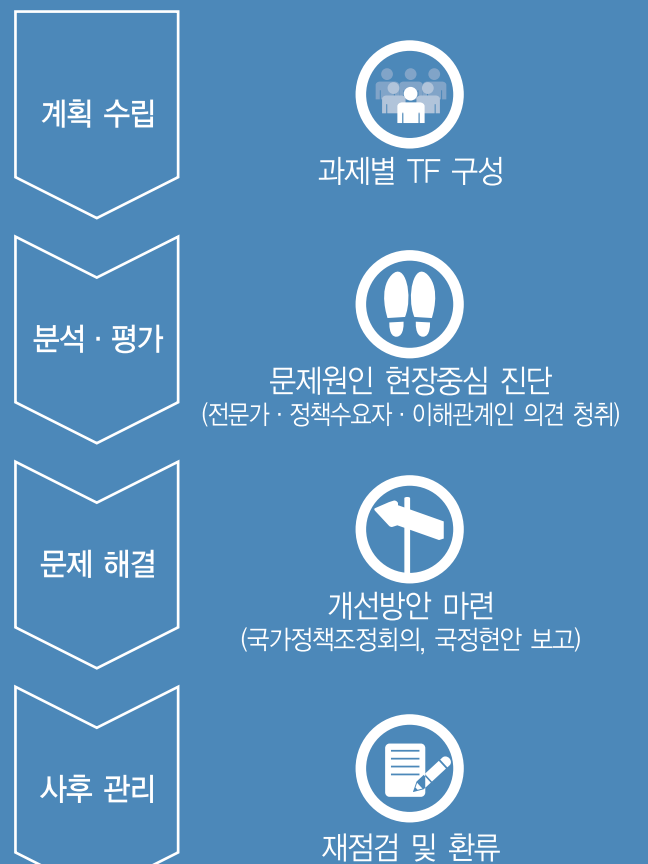 계획 수립
과제별 TF 구성
분석 · 평가
문제원인 현장중심 진단
(전문가 · 정책수요자 · 이해관계인 의견 청취)
문제 해결
개선방안 마련
(국가정책조정회의, 국정현안 보고)
사후 관리
재점검 및 환류